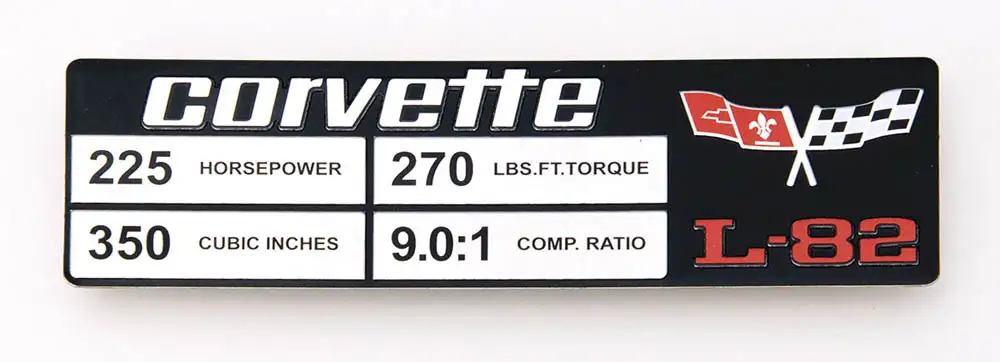 corvette
225 HORSEPOWER 270 LBS.FT.TORQUE
350 CUBIC INCHES 9.0:1 COMP. RATIO
L-82